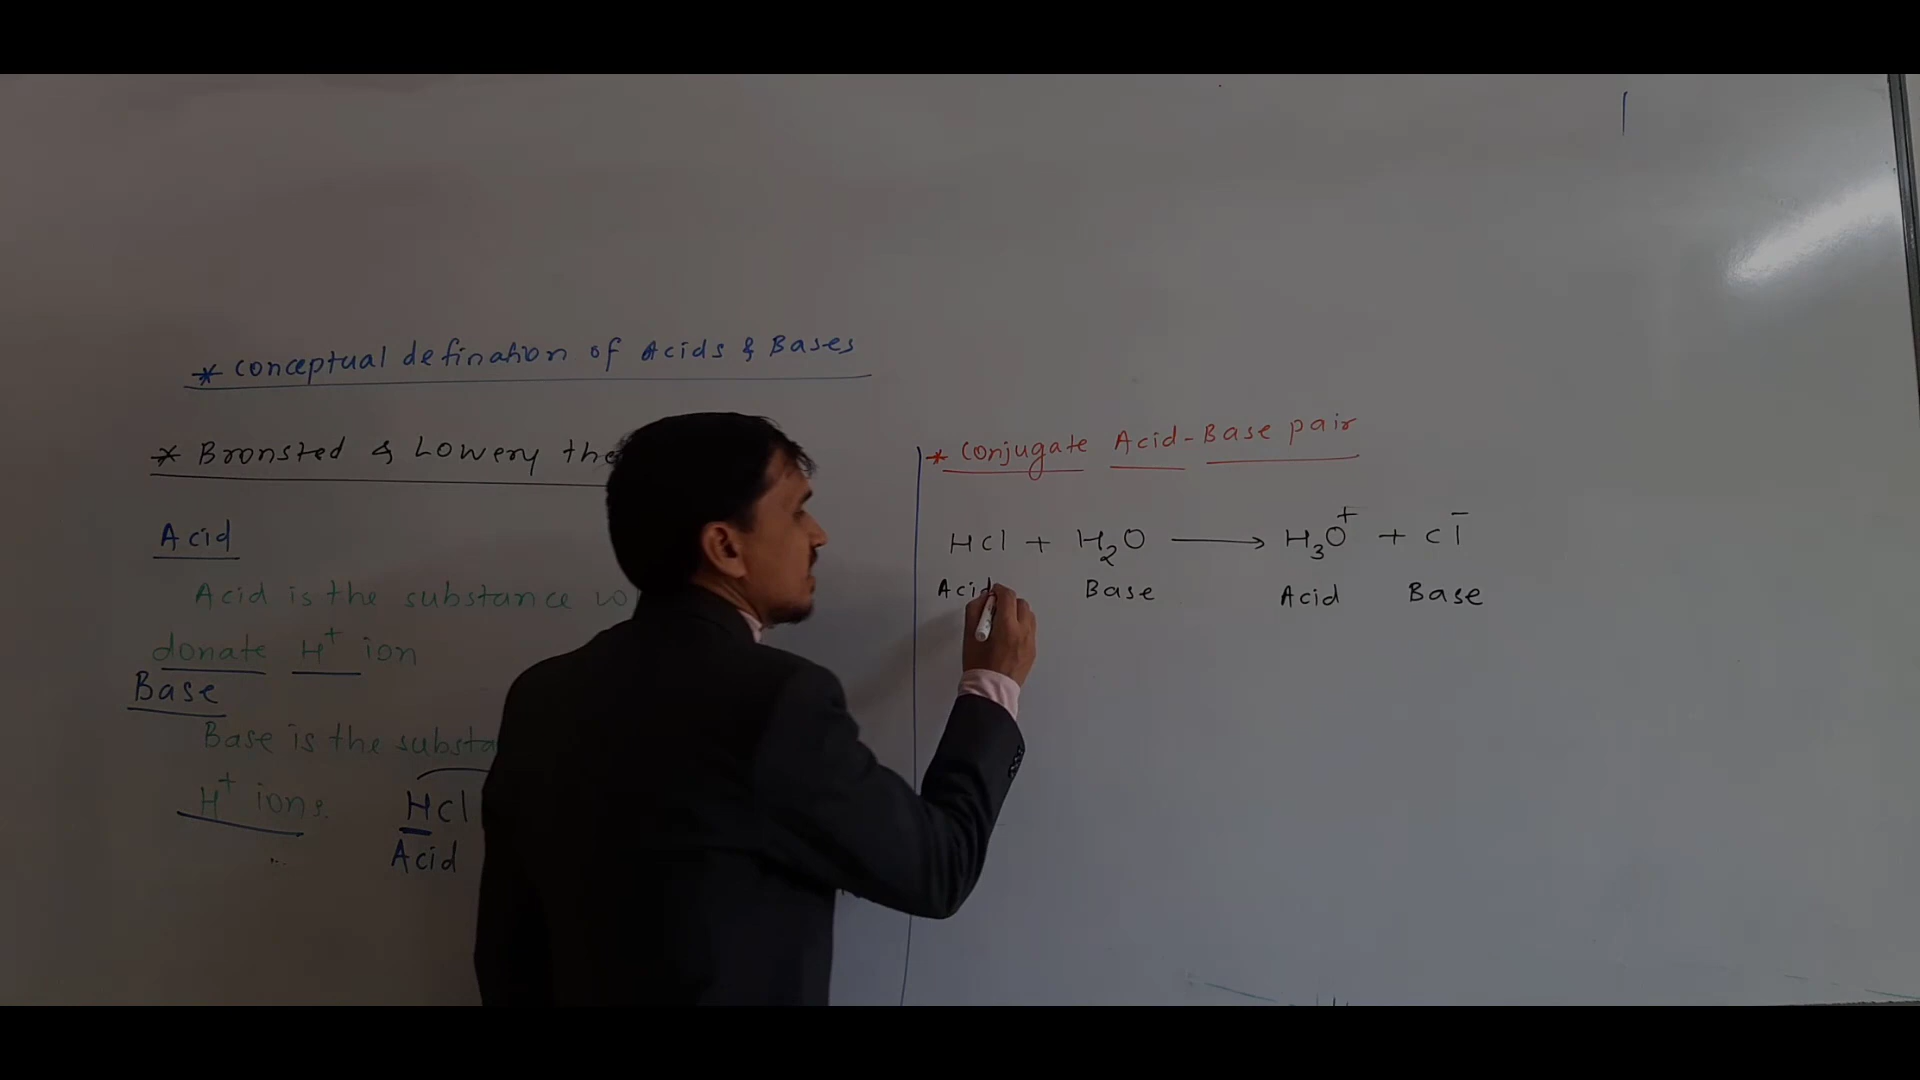 * Conceptual defination of Acids & Bases
* Bronsted & Lowery the
Acid
Acid is the substance
donate H⁺ ion
Base
Base is the substa
H⁺ ions.
Hcl
Acid
* Conjugate Acid-Base pair
Hcl + H₂O ⟶ H₃O⁺ + cl⁻
Acid Base Acid Base